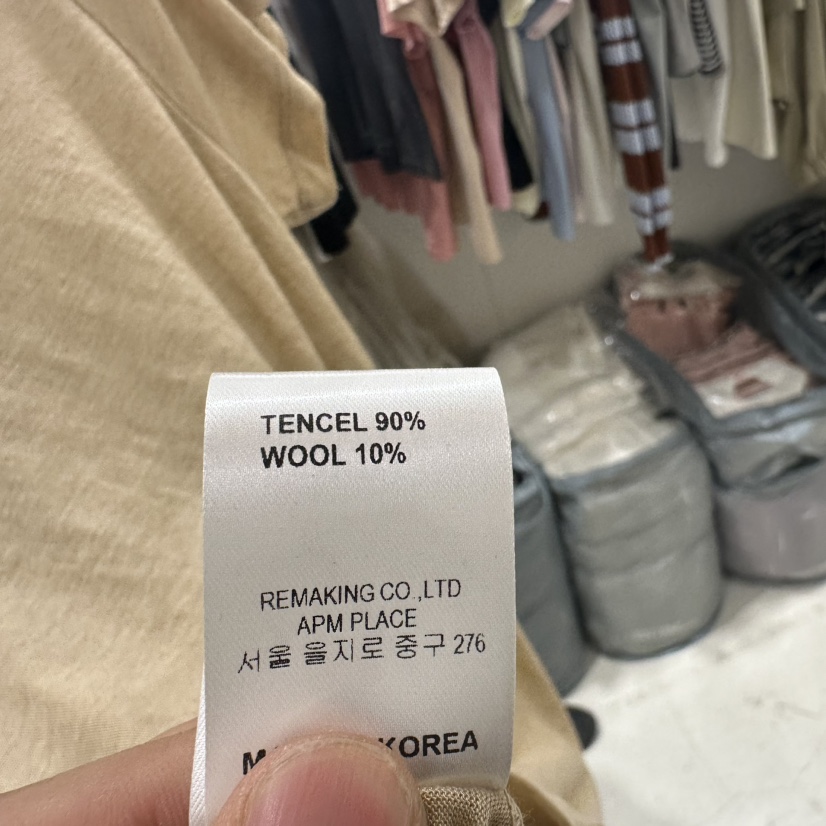 TENCEL 90%
WOOL 10%
REMAKING CO.,LTD
APM PLACE
서울 을지로 중구 276
KOREA